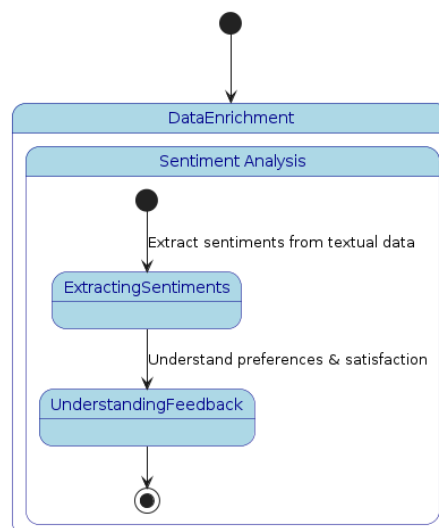 DataEnrichment
Sentiment Analysis
Extract sentiments from textual data
ExtractingSentiments
Understand preferences & satisfaction
UnderstandingFeedback